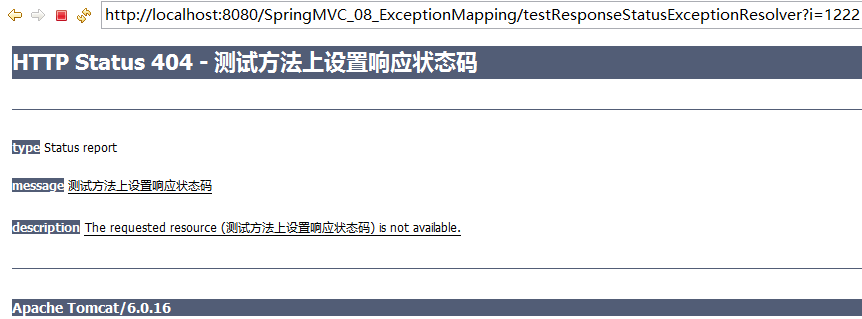 http://localhost:8080/SpringMVC_08_ExceptionMapping/testResponseStatusExceptionResolver?i=1222
HTTP Status 404 - 测试方法上设置响应状态码
type Status report
message 测试方法上设置响应状态码
description The requested resource (测试方法上设置响应状态码) is not available.
Apache Tomcat/6.0.16